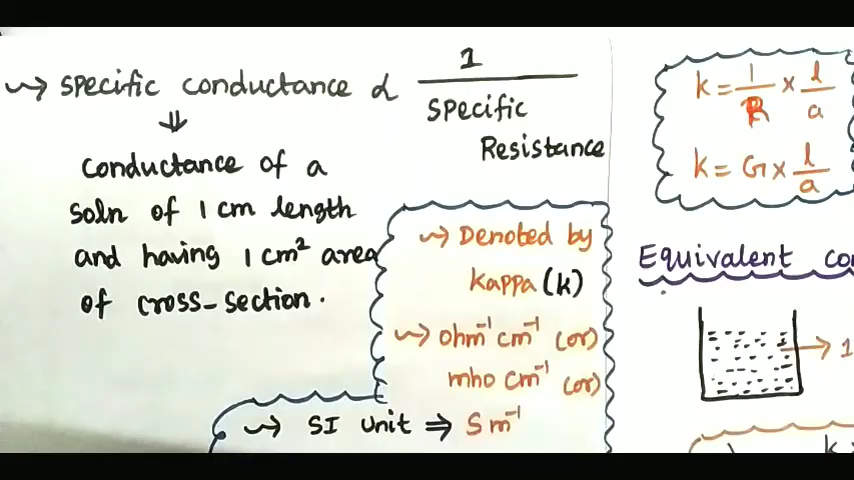 ⇝ specific conductance α 1 / specific Resistance
⇓
conductance of a
soln of 1 cm length
and having 1 cm² area
of cross-section.
⇝ Denoted by
kappa (k)
⇝ ohm⁻¹ cm⁻¹ (or)
mho cm⁻¹ (or)
⇝ SI unit ⇒ S m⁻¹
k = 1/R × l/a
k = G × l/a
Equivalent co
→ 1